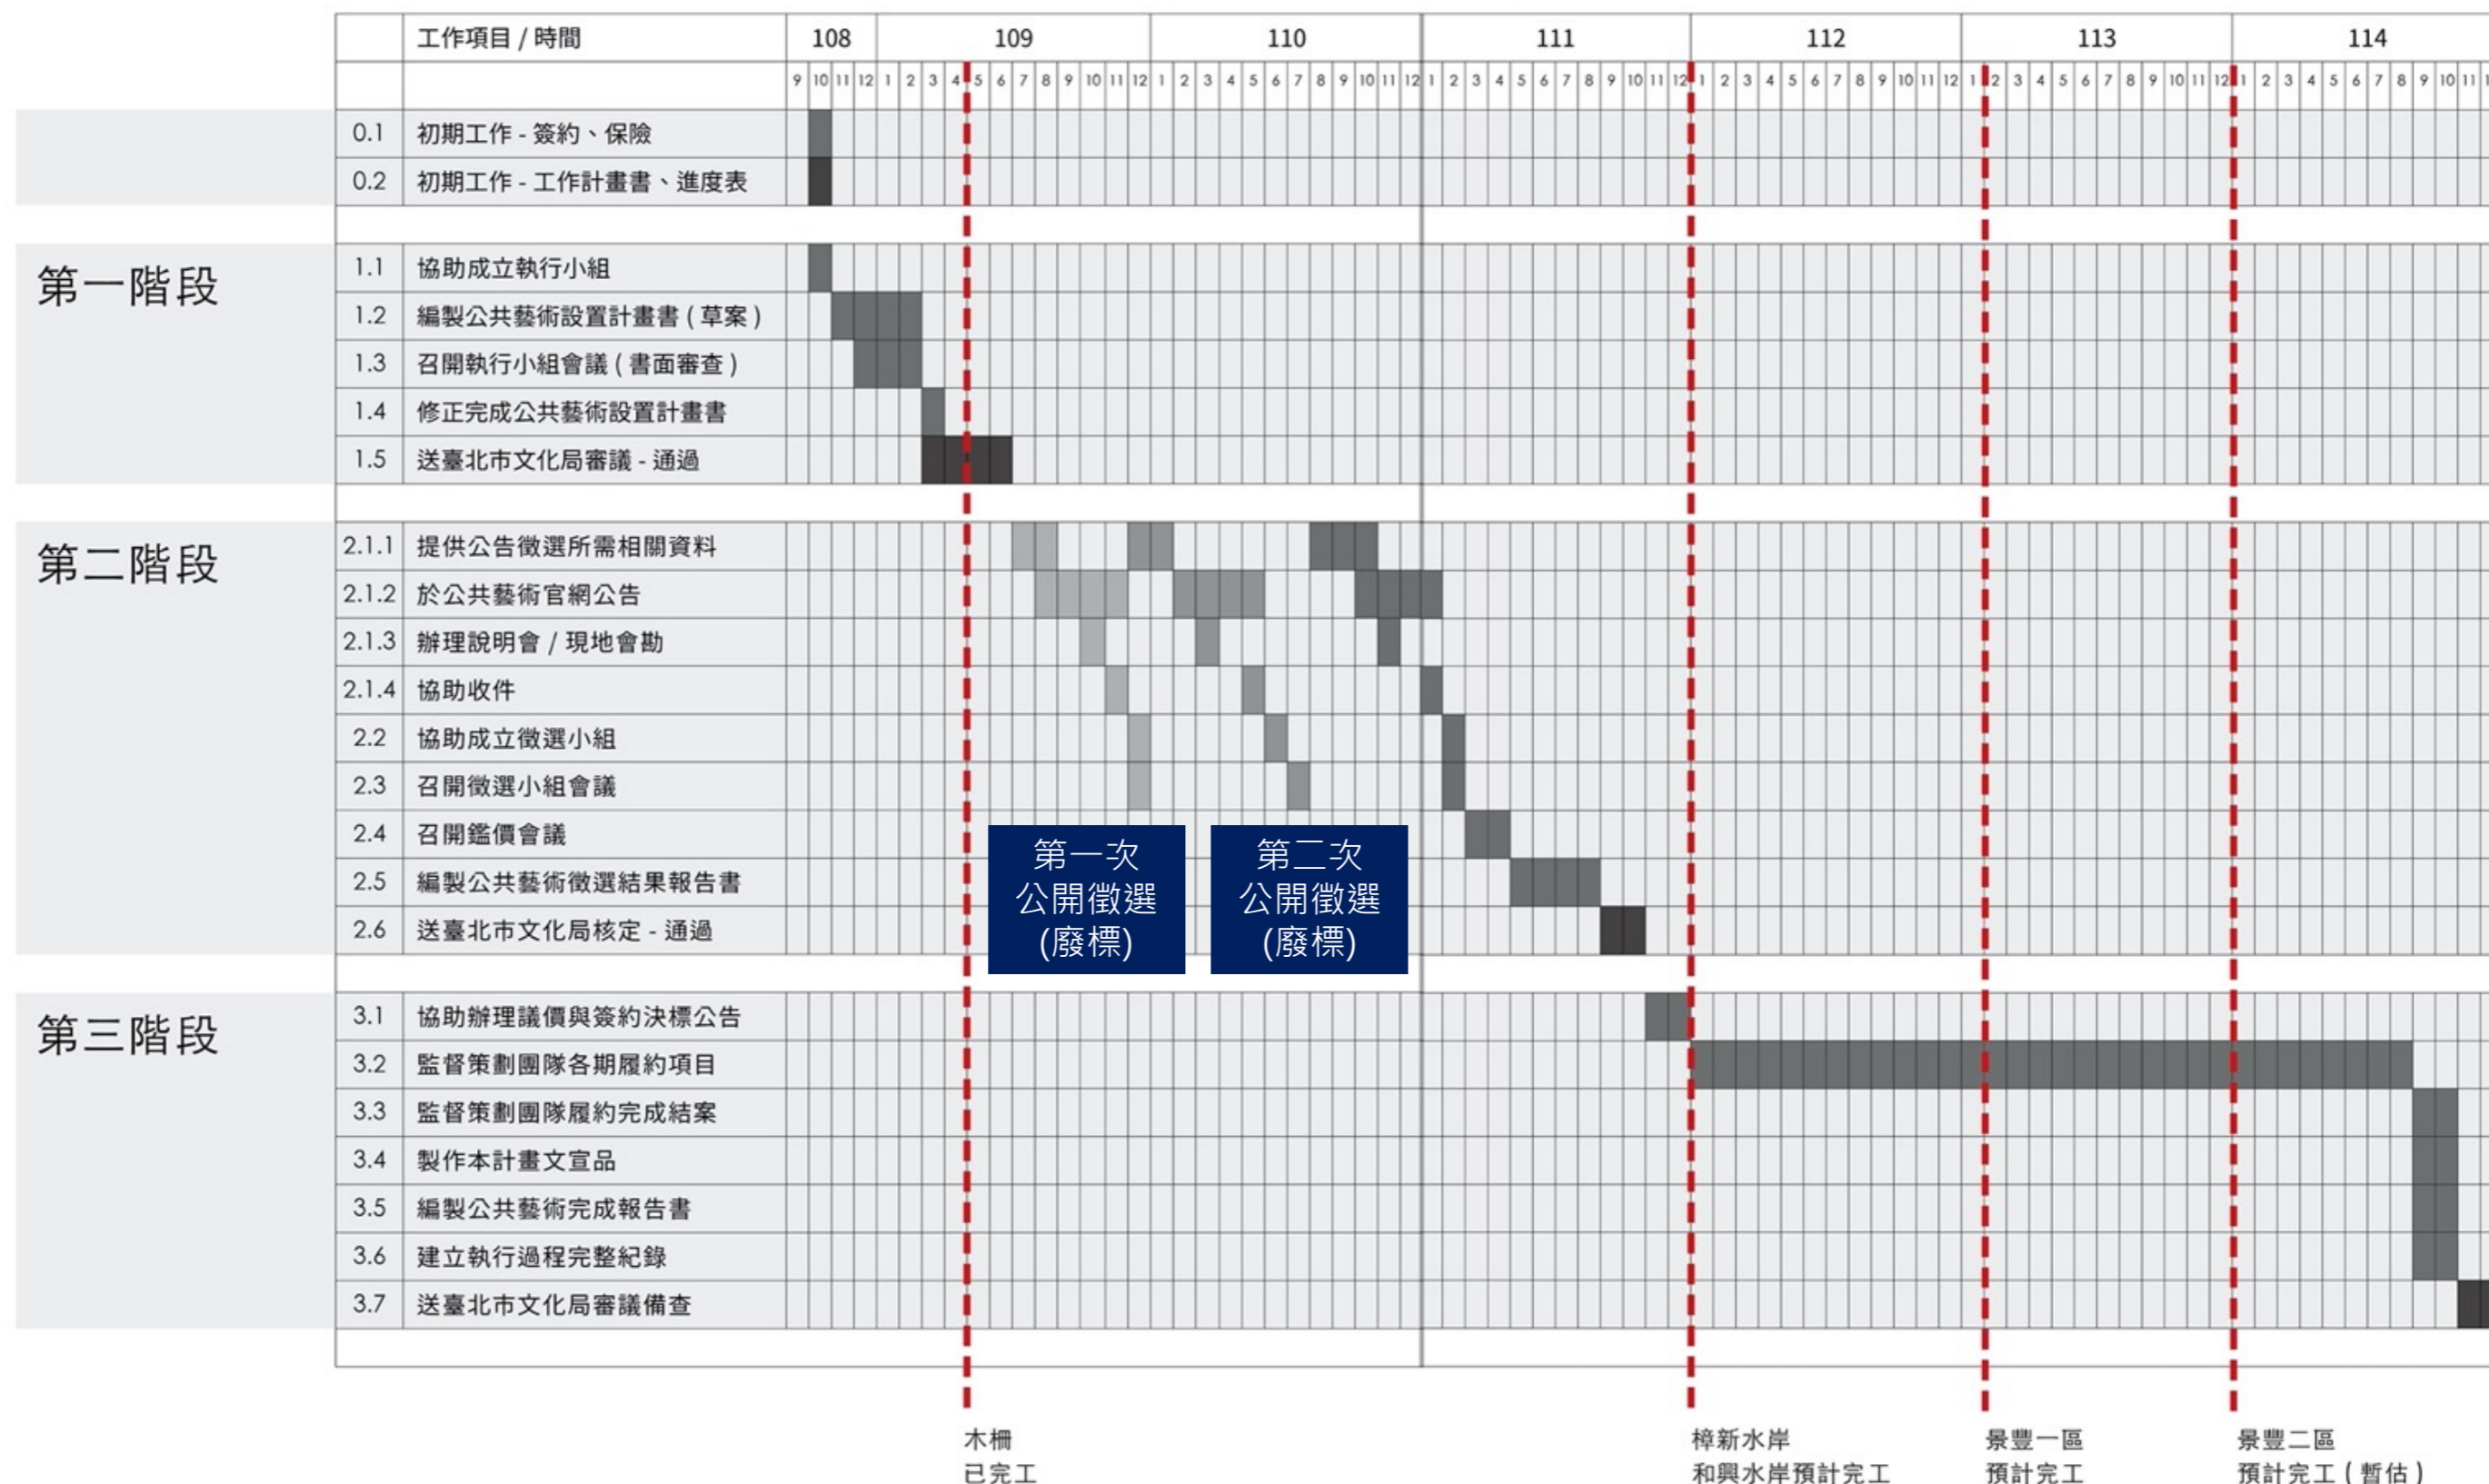 工作項目 / 時間 108 109 110 111 112 113 114
9 10 11 12 1 2 3 4 5 6 7 8 9 10 11 12 1 2 3 4 5 6 7 8 9 10 11 12 1 2 3 4 5 6 7 8 9 10 11 12 1 2 3 4 5 6 7 8 9 10 11 12 1 2 3 4 5 6 7 8 9 10 11 12 1 2 3 4 5 6 7 8 9 10 11
0.1 初期工作 - 簽約、保險
0.2 初期工作 - 工作計畫書、進度表
第一階段
1.1 協助成立執行小組
1.2 編製公共藝術設置計畫書 ( 草案 )
1.3 召開執行小組會議 ( 書面審查 )
1.4 修正完成公共藝術設置計畫書
1.5 送臺北市文化局審議 - 通過
第二階段
2.1.1 提供公告徵選所需相關資料
2.1.2 於公共藝術官網公告
2.1.3 辦理說明會 / 現地會勘
2.1.4 協助收件
2.2 協助成立徵選小組
2.3 召開徵選小組會議
2.4 召開鑑價會議
2.5 編製公共藝術徵選結果報告書
2.6 送臺北市文化局核定 - 通過
第一次
公開徵選
(廢標)
第二次
公開徵選
(廢標)
第三階段
3.1 協助辦理議價與簽約決標公告
3.2 監督策劃團隊各期履約項目
3.3 監督策劃團隊履約完成結案
3.4 製作本計畫文宣品
3.5 編製公共藝術完成報告書
3.6 建立執行過程完整紀錄
3.7 送臺北市文化局審議備查
木柵
已完工
樟新水岸
和興水岸預計完工
景豐一區
預計完工
景豐二區
預計完工 ( 暫估 )